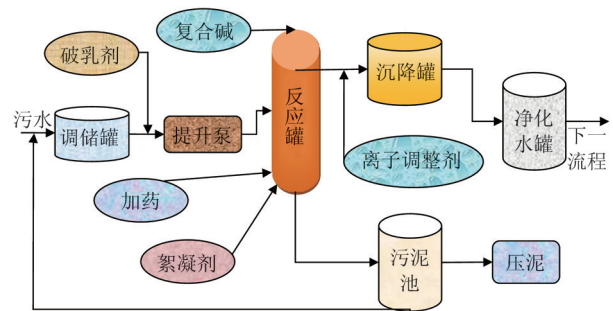 复合碱
破乳剂
污水
调储罐
提升泵
反应罐
沉降罐
净化
水罐
下一
流程
离子调整剂
加药
絮凝剂
污泥
池
压泥